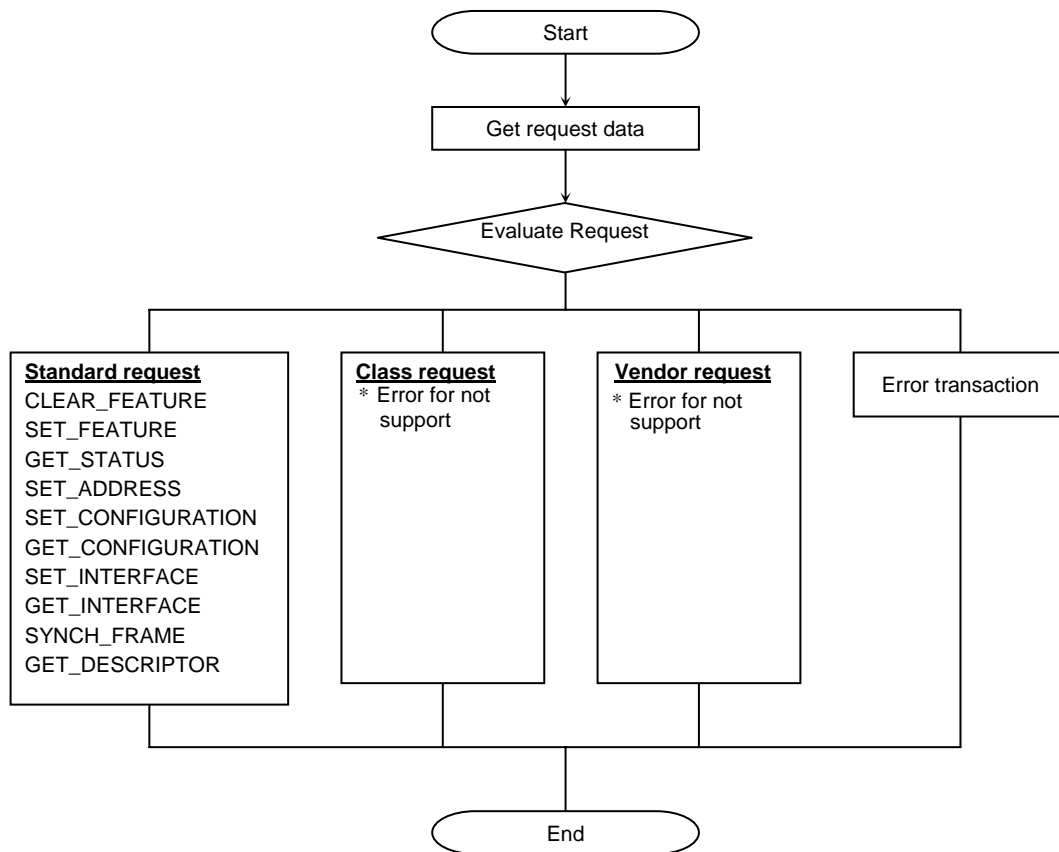 Start
Get request data
Evaluate Request
Standard request
CLEAR_FEATURE
SET_FEATURE
GET_STATUS
SET_ADDRESS
SET_CONFIGURATION
GET_CONFIGURATION
SET_INTERFACE
GET_INTERFACE
SYNCH_FRAME
GET_DESCRIPTOR
Class request
* Error for not
support
Vendor request
* Error for not
support
Error transaction
End